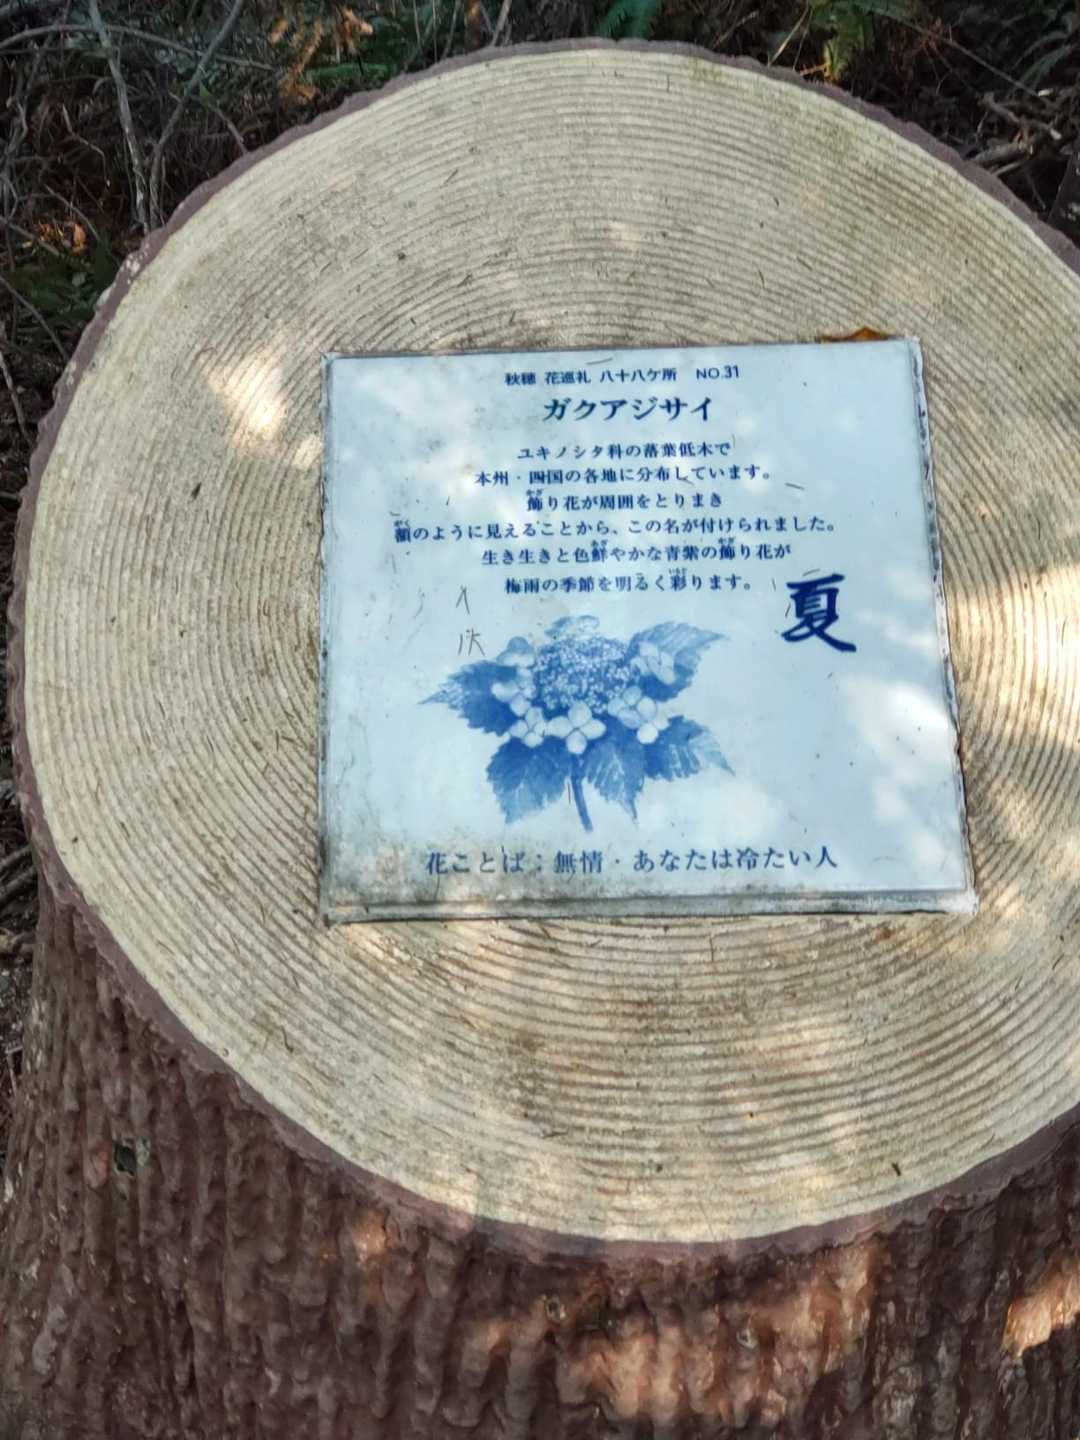 秋穂 花巡礼 八十八ケ所 NO.31
ガクアジサイ
ユキノシタ科の落葉低木で
本州・四国の各地に分布しています。
飾り花が周囲をとりまき
額のように見えることから、この名が付けられました。
生き生きと色鮮やかな青紫の飾り花が
梅雨の季節を明るく彩ります。
夏
花ことば：無情・あなたは冷たい人